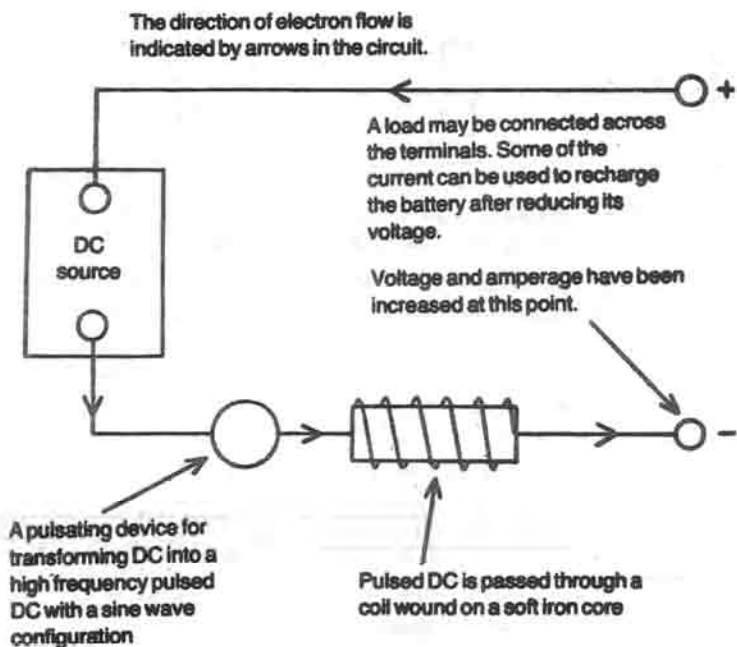 The direction of electron flow is
indicated by arrows in the circuit.
+
A load may be connected across
the terminals. Some of the
current can be used to recharge
the battery after reducing its
voltage.
DC
source
Voltage and amperage have been
increased at this point.
-
A pulsating device for
transforming DC into a
high frequency pulsed
DC with a sine wave
configuration
Pulsed DC is passed through a
coil wound on a soft iron core